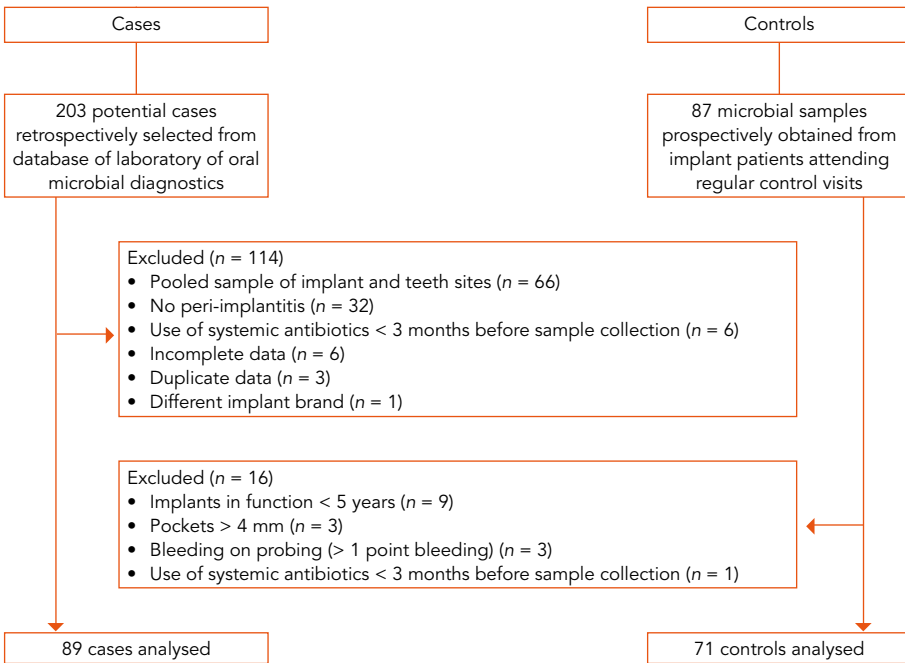 Cases
Controls
203 potential cases
retrospectively selected from
database of laboratory of oral
microbial diagnostics
87 microbial samples
prospectively obtained from
implant patients attending
regular control visits
Excluded (n = 114)
• Pooled sample of implant and teeth sites (n = 66)
• No peri-implantitis (n = 32)
• Use of systemic antibiotics < 3 months before sample collection (n = 6)
• Incomplete data (n = 6)
• Duplicate data (n = 3)
• Different implant brand (n = 1)
Excluded (n = 16)
• Implants in function < 5 years (n = 9)
• Pockets > 4 mm (n = 3)
• Bleeding on probing (> 1 point bleeding) (n = 3)
• Use of systemic antibiotics < 3 months before sample collection (n = 1)
89 cases analysed
71 controls analysed